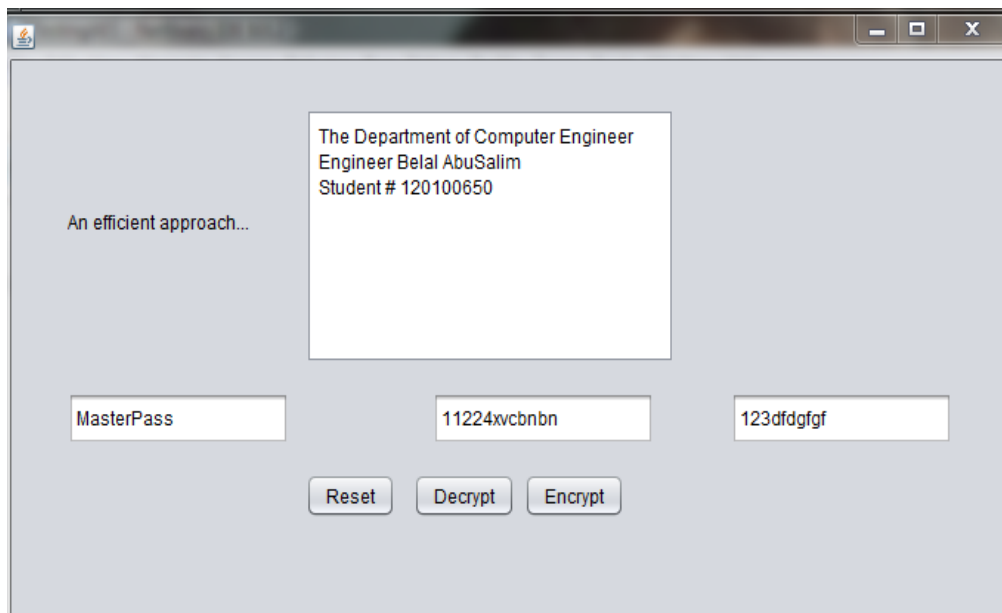 The Department of Computer Engineer
Engineer Belal AbuSalim
Student # 120100650
An efficient approach...
MasterPass
11224xvcbnbn
123dfdgfgf
Reset
Decrypt
Encrypt